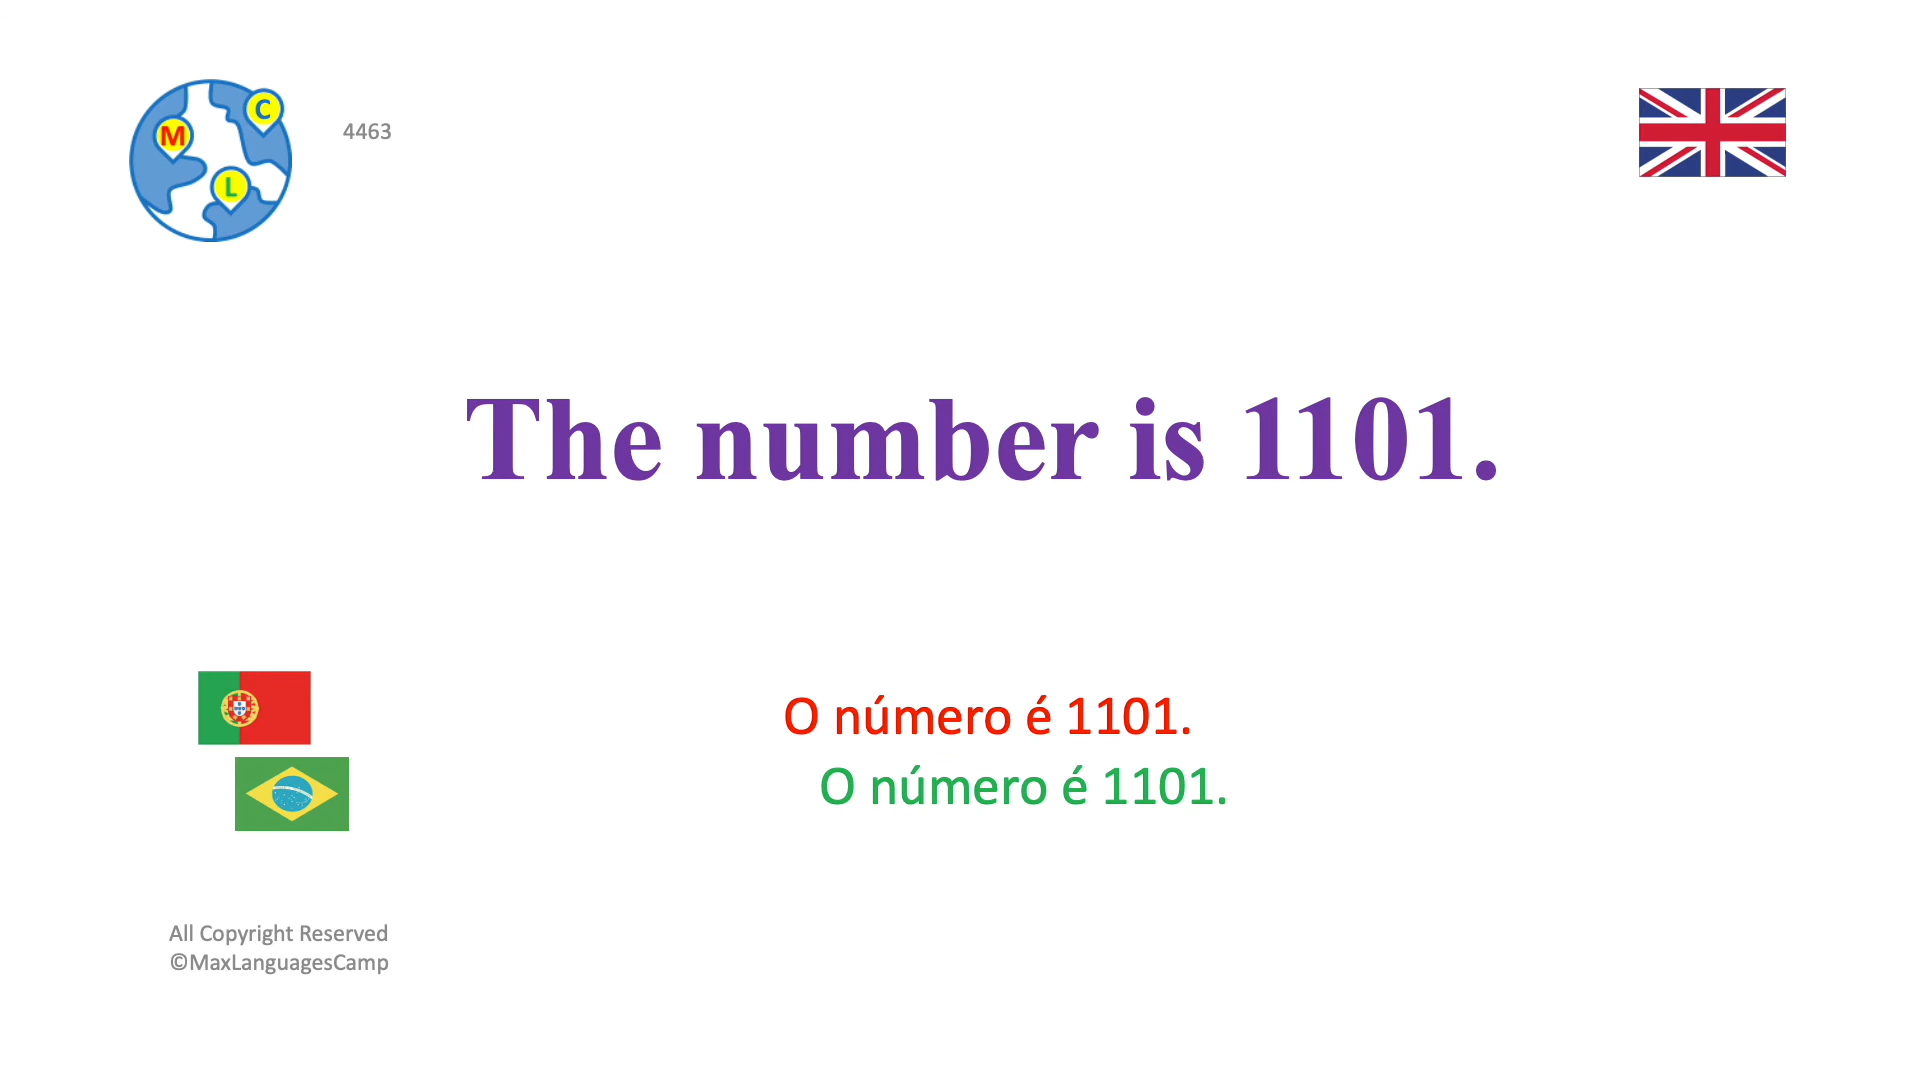 M
C
L
4463
The number is 1101.
O número é 1101.
O número é 1101.
All Copyright Reserved
©MaxLanguagesCamp